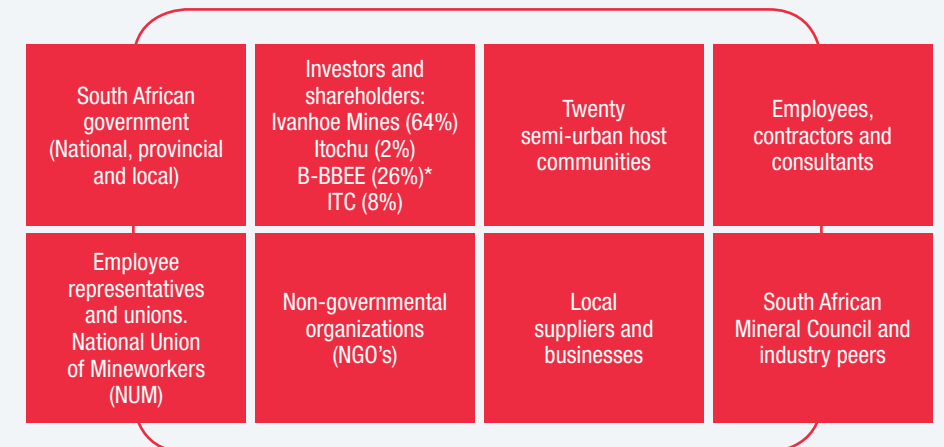 South African
government
(National, provincial
and local)
Investors and
shareholders:
Ivanhoe Mines (64%)
Itochu (2%)
B-BBEE (26%)*
ITC (8%)
Twenty
semi-urban host
communities
Employees,
contractors and
consultants
Employee
representatives
and unions.
National Union
of Mineworkers
(NUM)
Non-governmental
organizations
(NGO’s)
Local
suppliers and
businesses
South African
Mineral Council and
industry peers